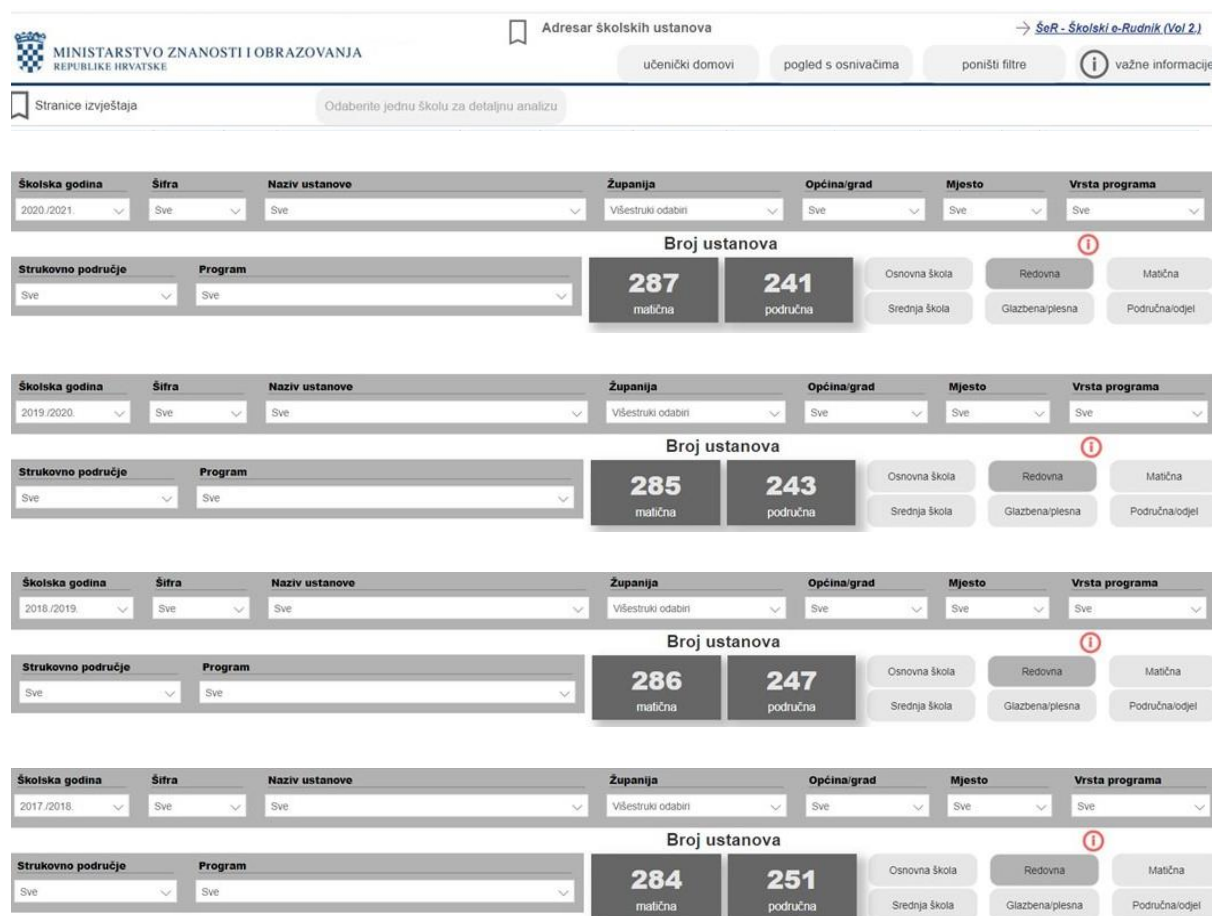 Adresar školskih ustanova
→ ŠeR - Školski e-Rudnik (Vol 2.)
MINISTARSTVO ZNANOSTI I OBRAZOVANJA
REPUBLIKE HRVATSKE
učenički domovi pogled s osnivačima poništi filtre i važne informacije
Stranice izvještaja Odaberite jednu školu za detaljnu analizu
Školska godina Šifra Naziv ustanove Županija Općina/grad Mjesto Vrsta programa
2020./2021. Sve Sve Višestruki odabiri Sve Sve Sve
Broj ustanova i
Strukovno područje Program
Sve Sve
287 241
matična područna
Osnovna škola Redovna Matična
Srednja škola Glazbena/plesna Područna/odjel
Školska godina Šifra Naziv ustanove Županija Općina/grad Mjesto Vrsta programa
2019./2020. Sve Sve Višestruki odabiri Sve Sve Sve
Broj ustanova i
Strukovno područje Program
Sve Sve
285 243
matična područna
Osnovna škola Redovna Matična
Srednja škola Glazbena/plesna Područna/odjel
Školska godina Šifra Naziv ustanove Županija Općina/grad Mjesto Vrsta programa
2018./2019. Sve Sve Višestruki odabiri Sve Sve Sve
Broj ustanova i
Strukovno područje Program
Sve Sve
286 247
matična područna
Osnovna škola Redovna Matična
Srednja škola Glazbena/plesna Područna/odjel
Školska godina Šifra Naziv ustanove Županija Općina/grad Mjesto Vrsta programa
2017./2018. Sve Sve Višestruki odabiri Sve Sve Sve
Broj ustanova i
Strukovno područje Program
Sve Sve
284 251
matična područna
Osnovna škola Redovna Matična
Srednja škola Glazbena/plesna Područna/odjel